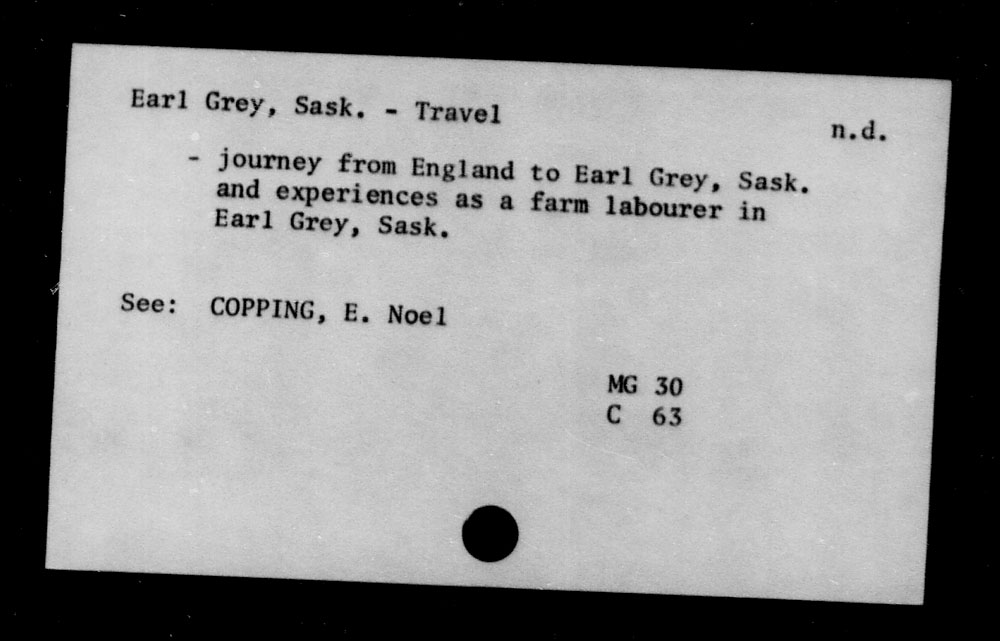 Earl Grey, Sask. - Travel n.d.
- journey from England to Earl Grey, Sask.
and experiences as a farm labourer in
Earl Grey, Sask.
See: COPPING, E. Noel
MG 30
C 63